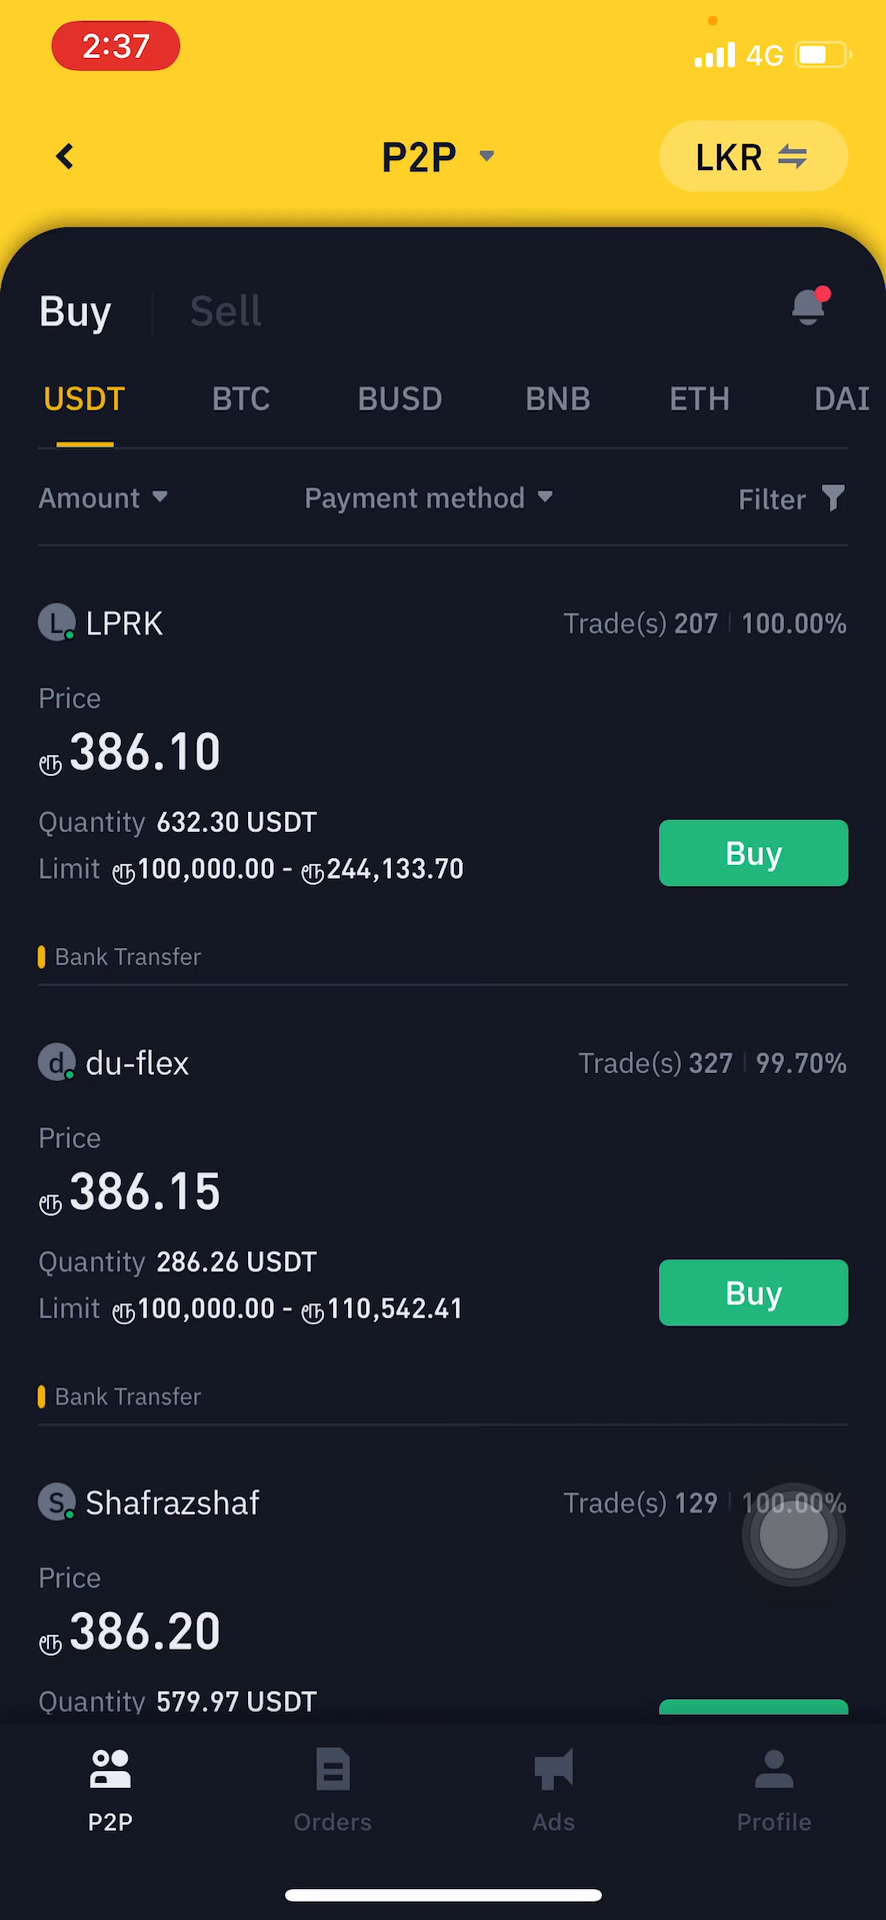 2:37
4G
P2P
LKR
Buy
Sell
USDT
BTC
BUSD
BNB
ETH
DAI
Amount
Payment method
Filter
L
LPRK
Trade(s) 207 | 100.00%
Price
ரூ 386.10
Quantity 632.30 USDT
Limit ரூ100,000.00 - ரூ244,133.70
Buy
Bank Transfer
d
du-flex
Trade(s) 327 | 99.70%
Price
ரூ 386.15
Quantity 286.26 USDT
Limit ரூ100,000.00 - ரூ110,542.41
Buy
Bank Transfer
S
Shafrazshaf
Trade(s) 129 | 100.00%
Price
ரூ 386.20
Quantity 579.97 USDT
P2P
Orders
Ads
Profile